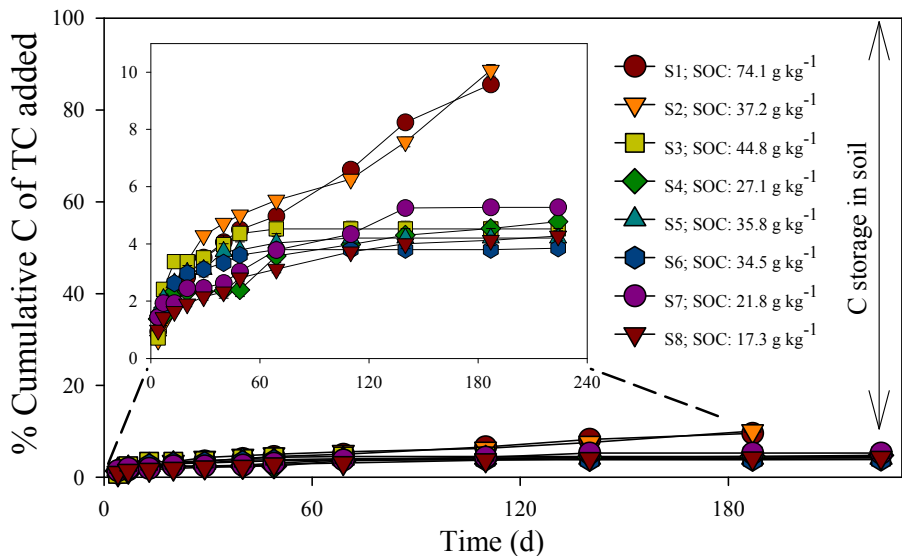 % Cumulative C of TC added
100
80
60
40
20
0
10
8
6
4
2
0
0 60 120 180 240
S1; SOC: 74.1 g kg⁻¹
S2; SOC: 37.2 g kg⁻¹
S3; SOC: 44.8 g kg⁻¹
S4; SOC: 27.1 g kg⁻¹
S5; SOC: 35.8 g kg⁻¹
S6; SOC: 34.5 g kg⁻¹
S7; SOC: 21.8 g kg⁻¹
S8; SOC: 17.3 g kg⁻¹
C storage in soil
0 60 120 180
Time (d)